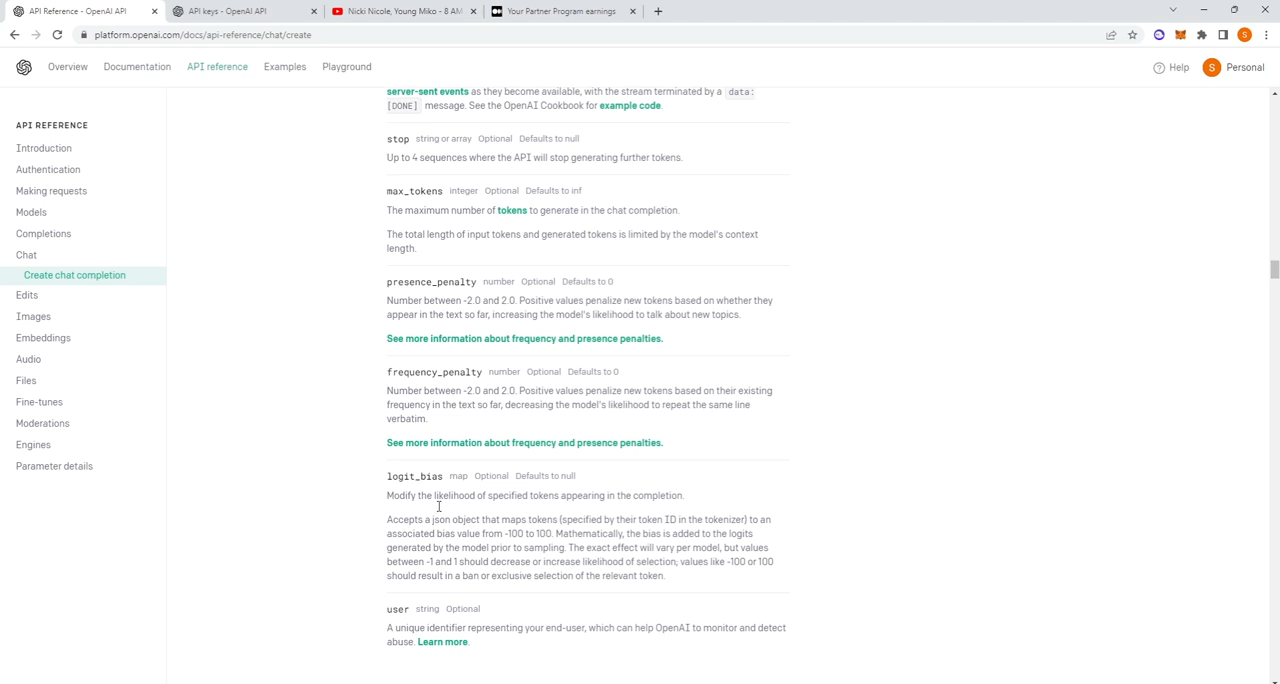 API Reference - OpenAI API
API keys - OpenAI API
Nicki Nicole, Young Miko - 8 AM
Your Partner Program earnings
platform.openai.com/docs/api-reference/chat/create
S
Overview Documentation API reference Examples Playground
Help S Personal
API REFERENCE
Introduction
Authentication
Making requests
Models
Completions
Chat
Create chat completion
Edits
Images
Embeddings
Audio
Files
Fine-tunes
Moderations
Engines
Parameter details
server-sent events as they become available, with the stream terminated by a data:
[DONE] message. See the OpenAI Cookbook for example code.
stop string or array Optional Defaults to null
Up to 4 sequences where the API will stop generating further tokens.
max_tokens integer Optional Defaults to inf
The maximum number of tokens to generate in the chat completion.
The total length of input tokens and generated tokens is limited by the model's context
length.
presence_penalty number Optional Defaults to 0
Number between -2.0 and 2.0. Positive values penalize new tokens based on whether they
appear in the text so far, increasing the model's likelihood to talk about new topics.
See more information about frequency and presence penalties.
frequency_penalty number Optional Defaults to 0
Number between -2.0 and 2.0. Positive values penalize new tokens based on their existing
frequency in the text so far, decreasing the model's likelihood to repeat the same line
verbatim.
See more information about frequency and presence penalties.
logit_bias map Optional Defaults to null
Modify the likelihood of specified tokens appearing in the completion.
Accepts a json object that maps tokens (specified by their token ID in the tokenizer) to an
associated bias value from -100 to 100. Mathematically, the bias is added to the logits
generated by the model prior to sampling. The exact effect will vary per model, but values
between -1 and 1 should decrease or increase likelihood of selection; values like -100 or 100
should result in a ban or exclusive selection of the relevant token.
user string Optional
A unique identifier representing your end-user, which can help OpenAI to monitor and detect
abuse. Learn more.